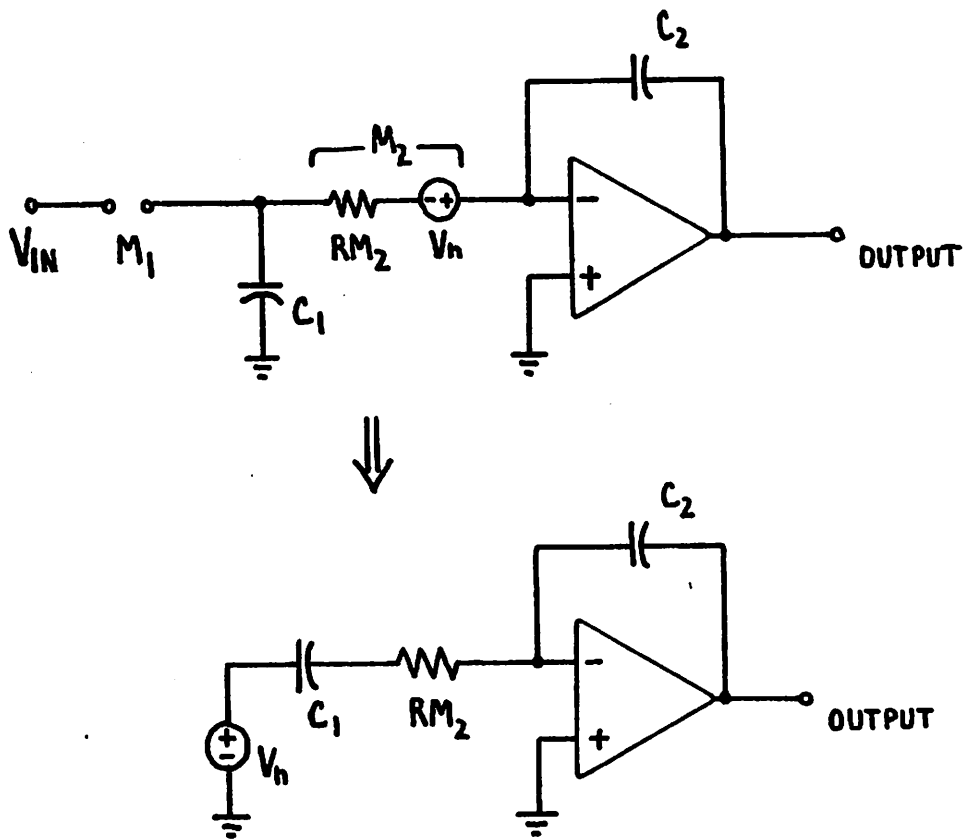 C2
M2
- +
VIN
M1
RM2
Vn
-
+
OUTPUT
C1
C2
-
+
C1
RM2
+
-
Vn
OUTPUT